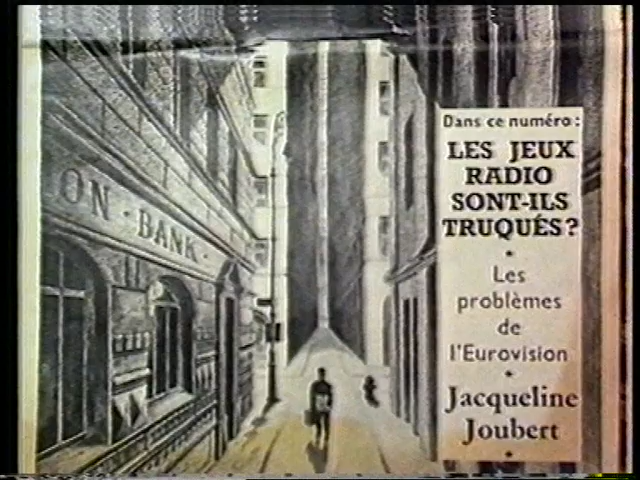 ON · BANK ·
Dans ce numéro :
LES JEUX
RADIO
SONT-ILS
TRUQUÉS ?
Les
problèmes
de
l'Eurovision
Jacqueline
Joubert